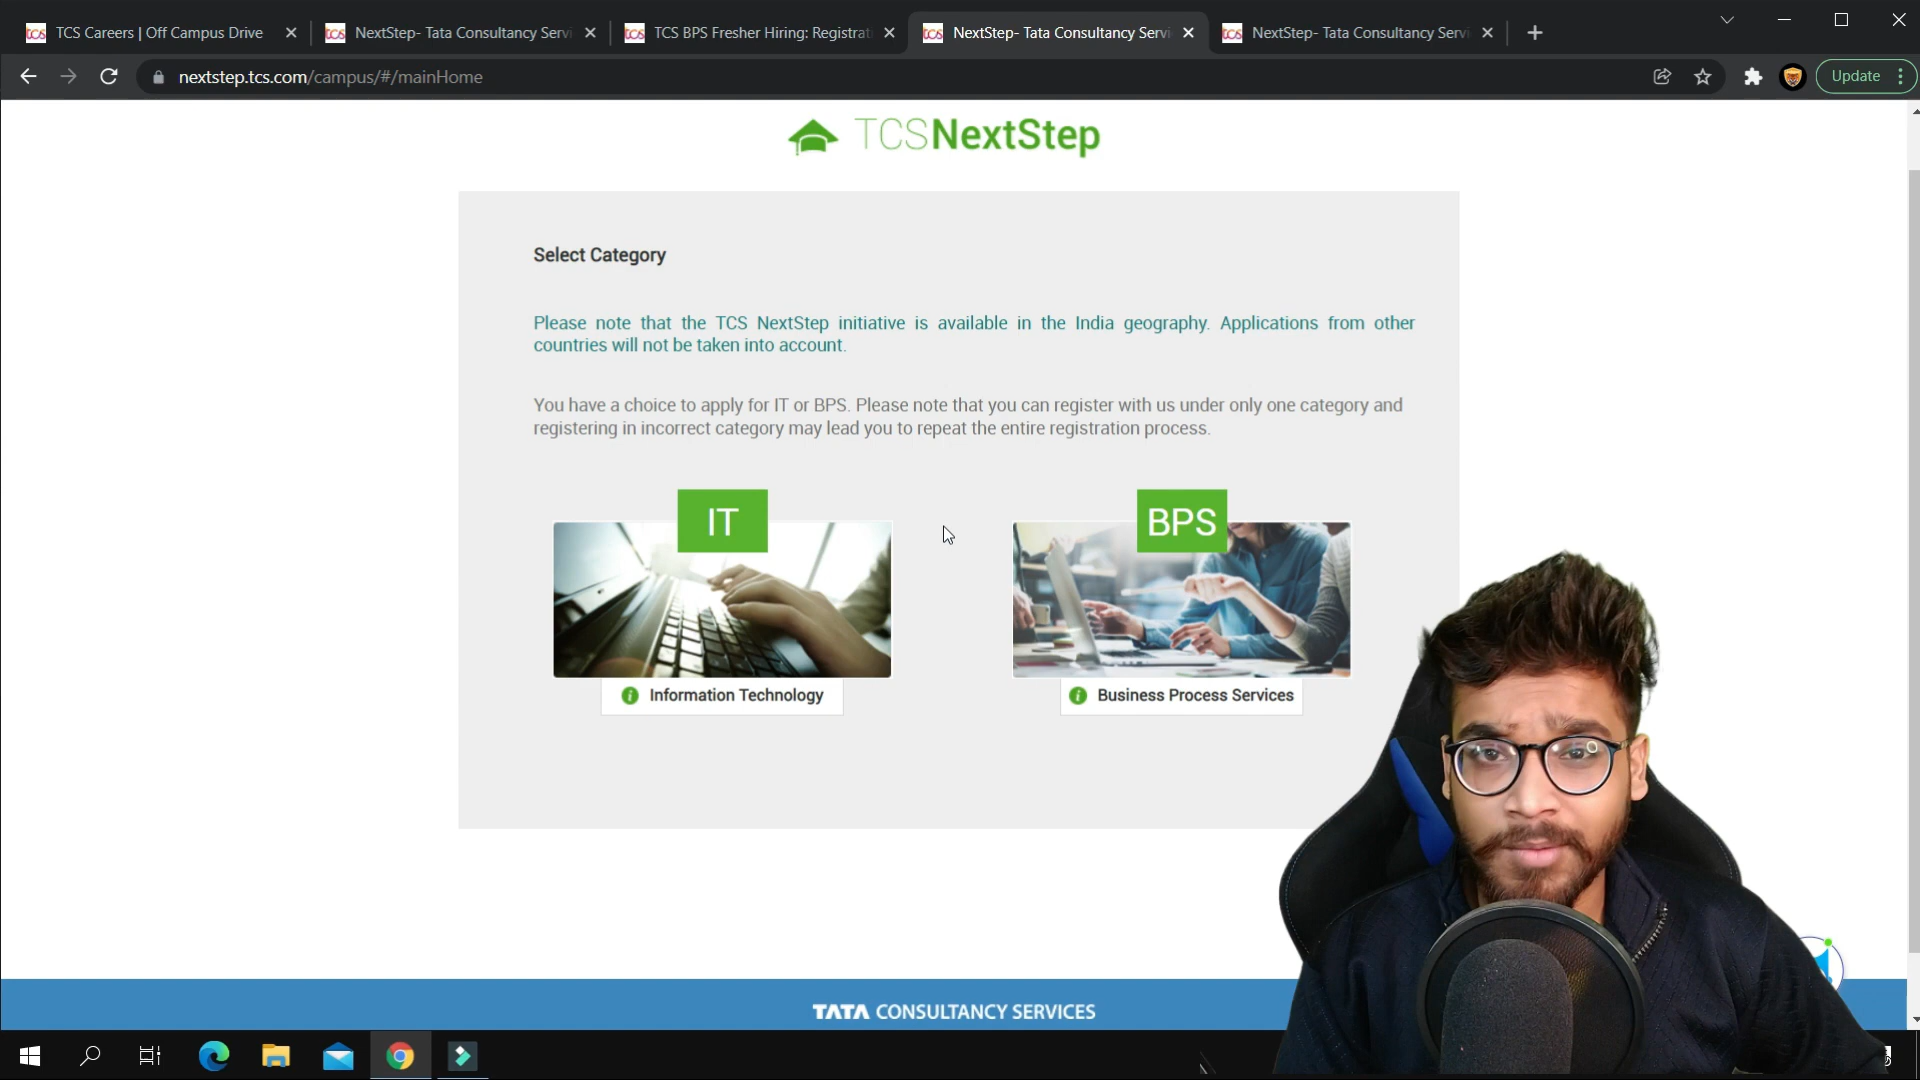 TCS Careers | Off Campus Drive
NextStep- Tata Consultancy Servi
TCS BPS Fresher Hiring: Registrat
NextStep- Tata Consultancy Servi
NextStep- Tata Consultancy Servi
nextstep.tcs.com/campus/#/mainHome
Update
TCS NextStep
Select Category
Please note that the TCS NextStep initiative is available in the India geography. Applications from other
countries will not be taken into account.
You have a choice to apply for IT or BPS. Please note that you can register with us under only one category and
registering in incorrect category may lead you to repeat the entire registration process.
IT
BPS
Information Technology
Business Process Services
TATA CONSULTANCY SERVICES